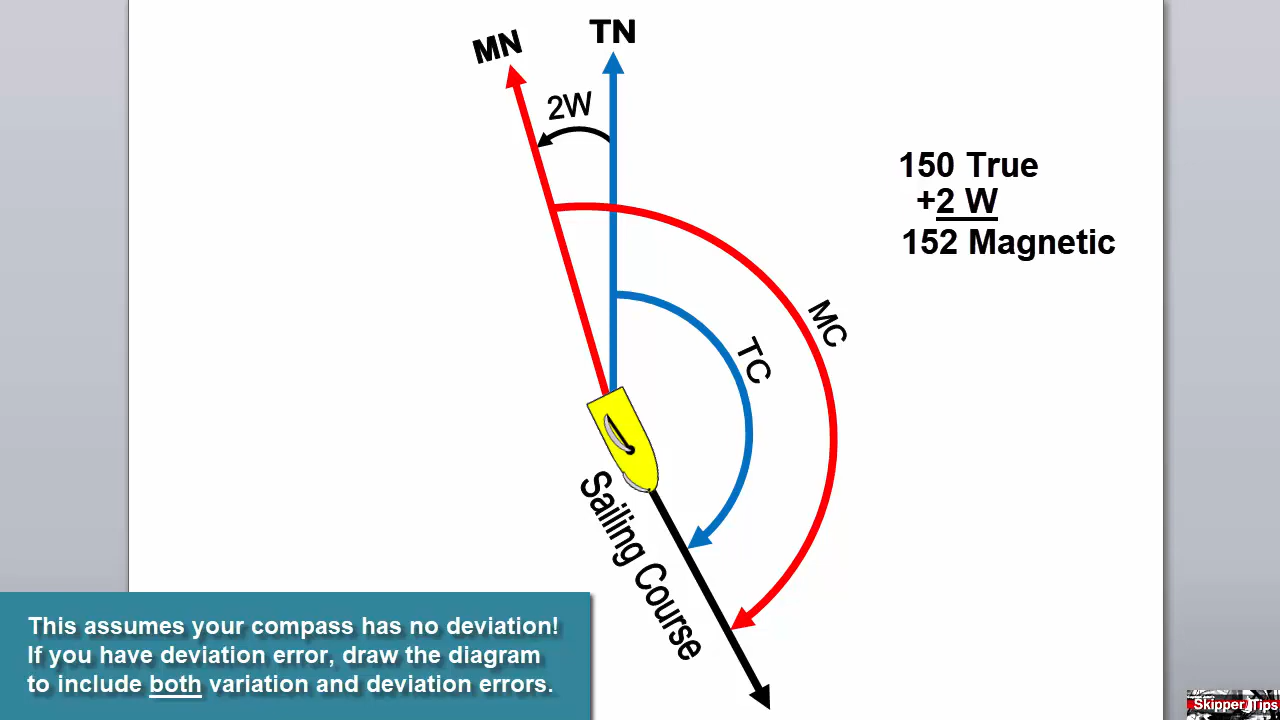 MN
TN
2W
150 True
+2 W
152 Magnetic
MC
TC
Sailing Course
This assumes your compass has no deviation!
If you have deviation error, draw the diagram
to include both variation and deviation errors.
Skipper Tips